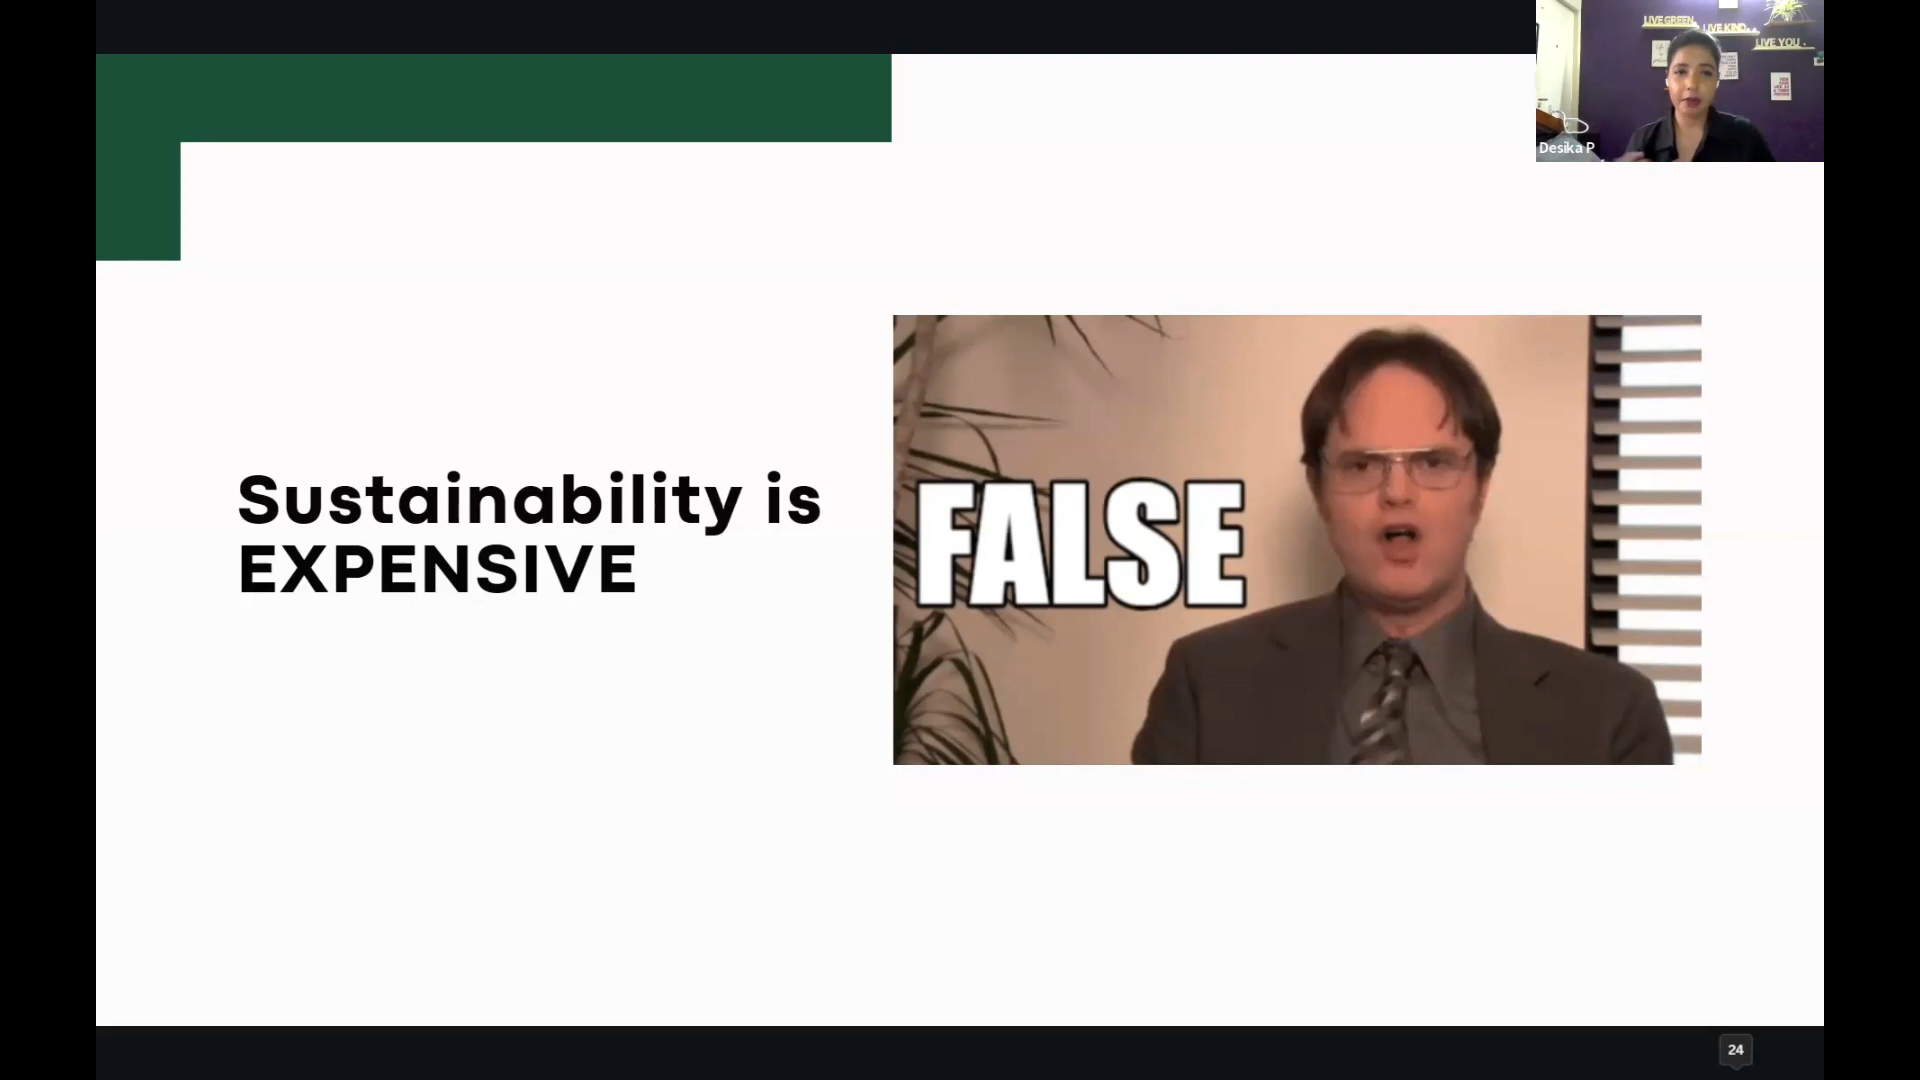 LIVE GREEN,
LIVE KIND,
LIVE YOU.
Desika P
Sustainability is
EXPENSIVE
FALSE
24